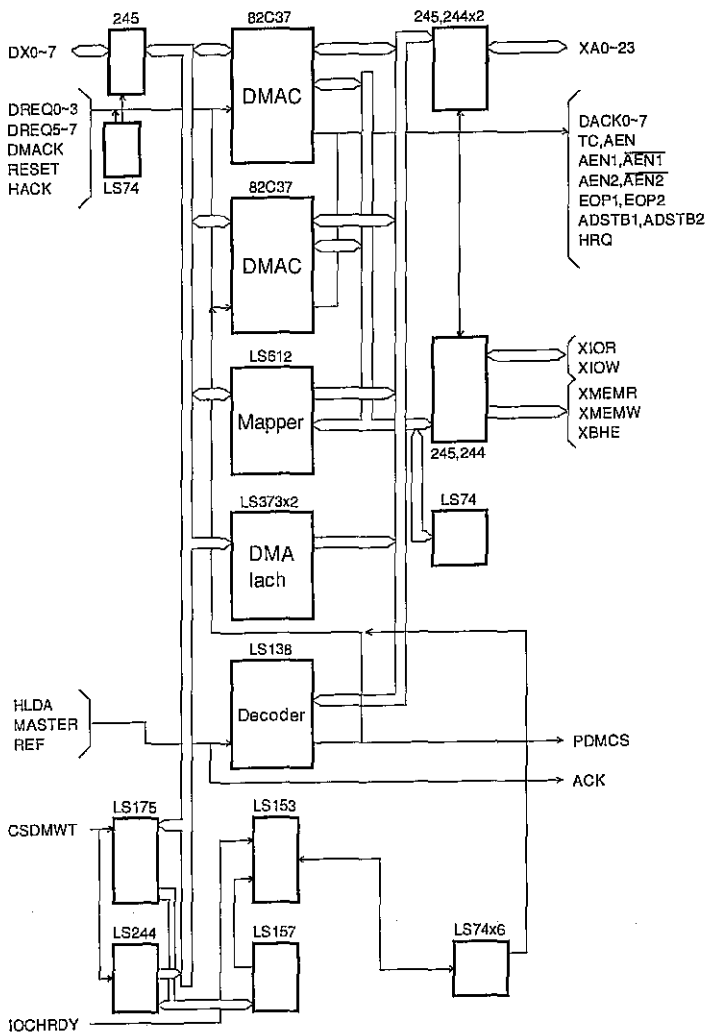 245
82C37
245,244x2
DX0~7
DMAC
XA0~23
DREQ0~3
DREQ5~7
DMACK
RESET
HACK
LS74
DACK0~7
TC,AEN
AEN1,AEN1
AEN2,AEN2
EOP1,EOP2
ADSTB1,ADSTB2
HRQ
82C37
DMAC
LS612
Mapper
XIOR
XIOW
XMEMR
XMEMW
XBHE
245,244
LS373x2
DMA
lach
LS74
LS138
Decoder
HLDA
MASTER
REF
PDMCS
ACK
LS175
LS153
CSDMWT
LS244
LS157
LS74x6
IOCHRDY